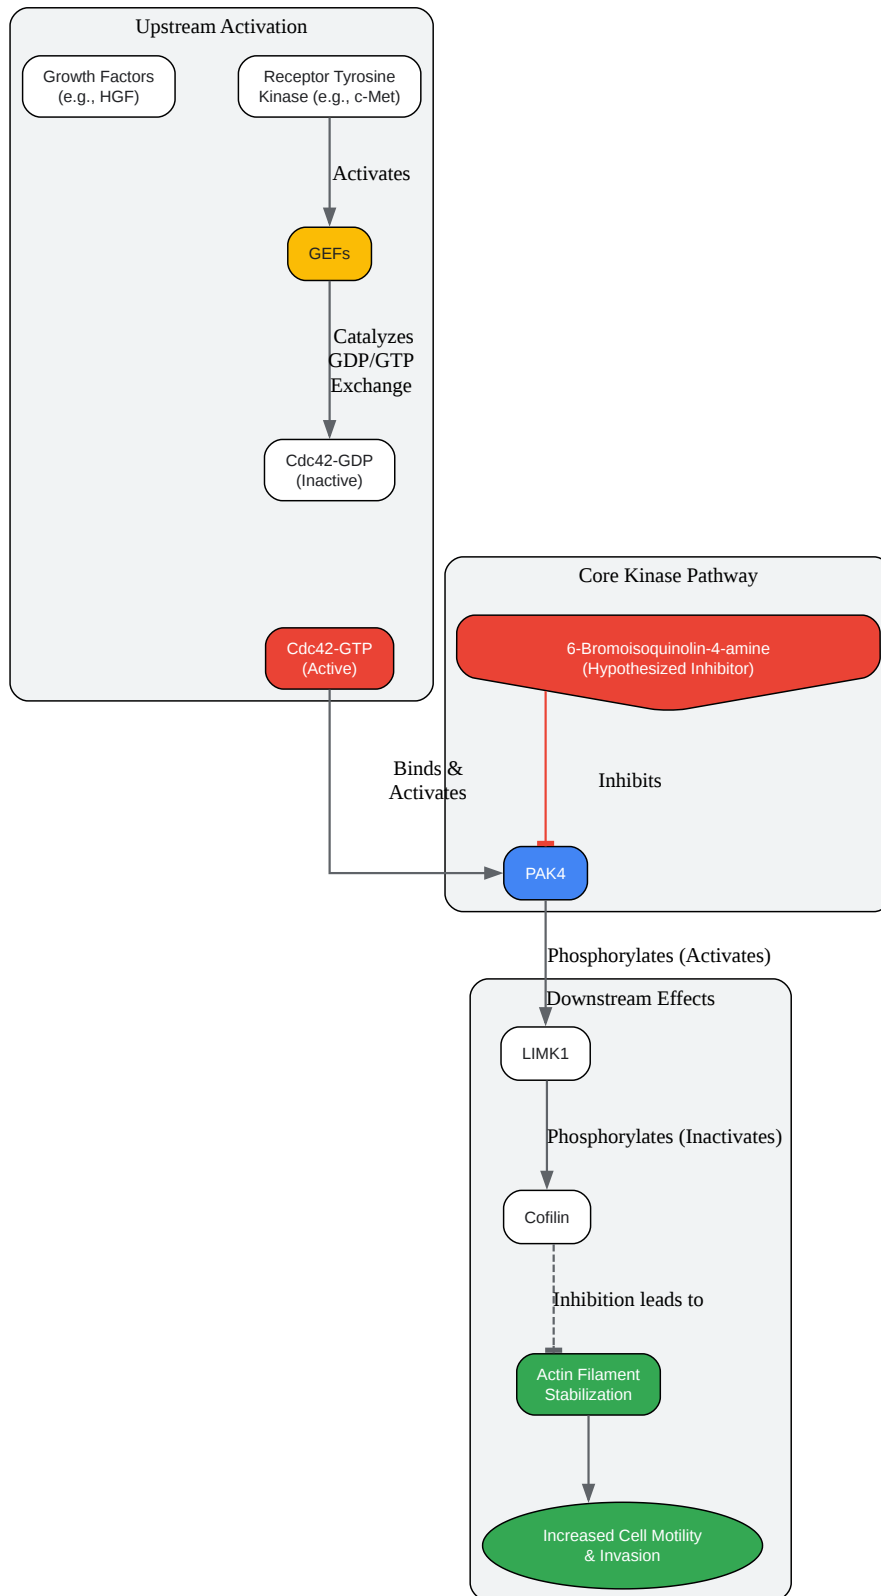 Upstream Activation
Growth Factors
(e.g., HGF)
Receptor Tyrosine
Kinase (e.g., c-Met)
Activates
GEFs
Catalyzes
GDP/GTP
Exchange
Cdc42-GDP
(Inactive)
Cdc42-GTP
(Active)
Core Kinase Pathway
6-Bromoisoquinolin-4-amine
(Hypothesized Inhibitor)
Binds &
Activates
Inhibits
PAK4
Phosphorylates (Activates)
Downstream Effects
LIMK1
Phosphorylates (Inactivates)
Cofilin
Inhibition leads to
Actin Filament
Stabilization
Increased Cell Motility
& Invasion